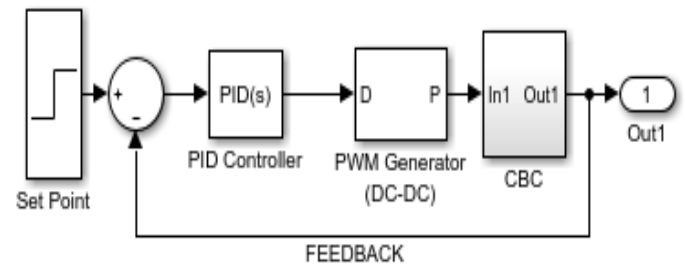 +
-
PID(s)
D P
In1 Out1
1
Set Point
PID Controller
PWM Generator
(DC-DC)
CBC
Out1
FEEDBACK